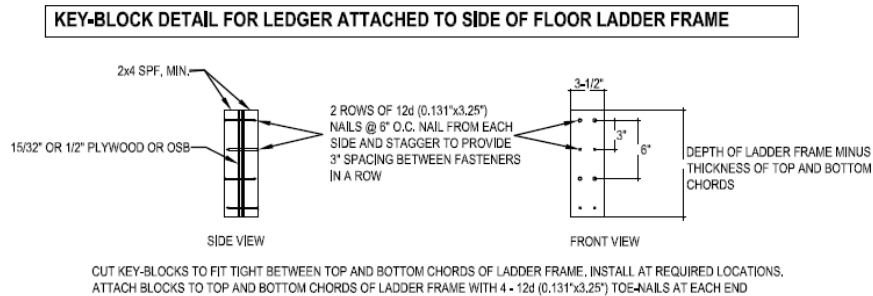 KEY-BLOCK DETAIL FOR LEDGER ATTACHED TO SIDE OF FLOOR LADDER FRAME
2x4 SPF, MIN.
15/32" OR 1/2" PLYWOOD OR OSB
2 ROWS OF 12d (0.131"x3.25")
NAILS @ 6" O.C. NAIL FROM EACH
SIDE AND STAGGER TO PROVIDE
3" SPACING BETWEEN FASTENERS
IN A ROW
3-1/2"
3"
6"
DEPTH OF LADDER FRAME MINUS
THICKNESS OF TOP AND BOTTOM
CHORDS
SIDE VIEW
FRONT VIEW
CUT KEY-BLOCKS TO FIT TIGHT BETWEEN TOP AND BOTTOM CHORDS OF LADDER FRAME. INSTALL AT REQUIRED LOCATIONS.
ATTACH BLOCKS TO TOP AND BOTTOM CHORDS OF LADDER FRAME WITH 4 - 12d (0.131"x3.25") TOE-NAILS AT EACH END